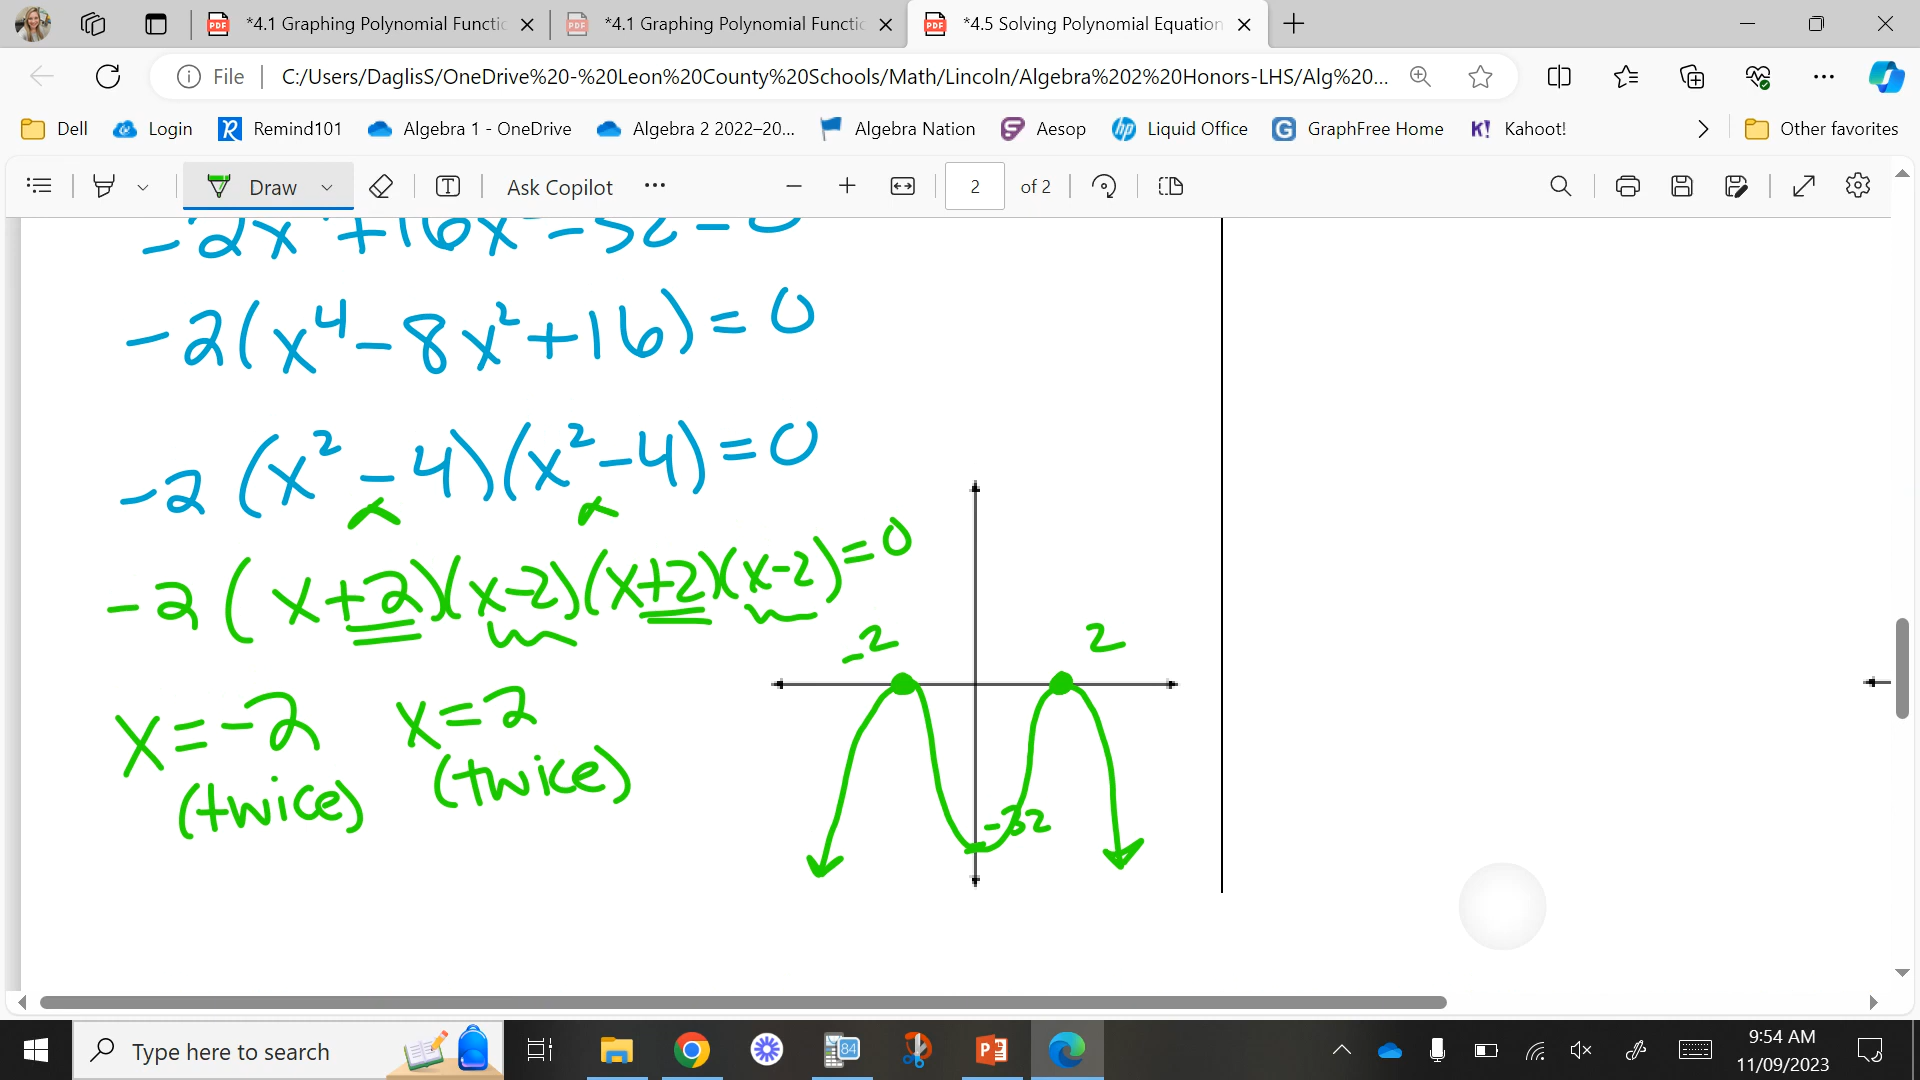 *4.1 Graphing Polynomial Functio
*4.1 Graphing Polynomial Functio
*4.5 Solving Polynomial Equation
File
C:/Users/DaglisS/OneDrive%20-%20Leon%20County%20Schools/Math/Lincoln/Algebra%202%20Honors-LHS/Alg%20...
Dell
Login
Remind101
Algebra 1 - OneDrive
Algebra 2 2022–20...
Algebra Nation
Aesop
Liquid Office
GraphFree Home
Kahoot!
Other favorites
Draw
Ask Copilot
2 of 2
-2(x⁴-8x²+16)=0
-2(x²-4)(x²-4)=0
-2(x+2)(x-2)(x+2)(x-2)=0
-2
2
x=-2 x=2
(twice) (twice)
-32
Type here to search
84
9:54 AM
11/09/2023